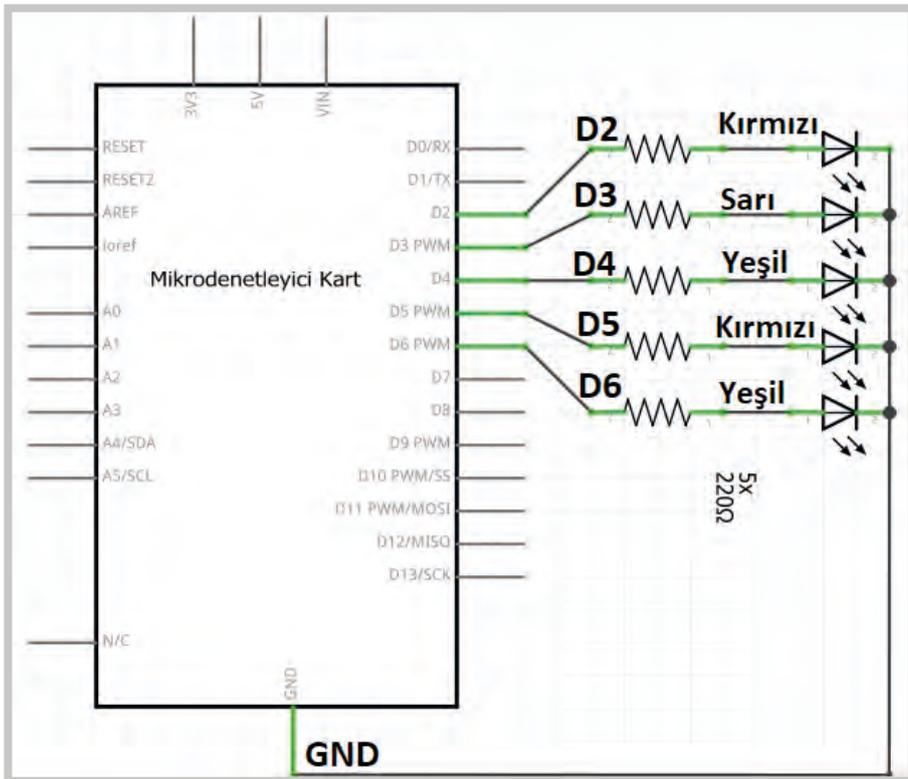 3V3
5V
VIN
RESET
RESET2
AREF
ioref
A0
A1
A2
A3
A4/SDA
A5/SCL
N/C
Mikrodenetleyici Kart
D0/RX
D1/TX
D2
D3 PWM
D4
D5 PWM
D6 PWM
D7
D8
D9 PWM
D10 PWM/SS
D11 PWM/MOSI
D12/MISO
D13/SCK
GND
GND
D2
Kırmızı
D3
Sarı
D4
Yeşil
D5
Kırmızı
D6
Yeşil
5x
220Ω